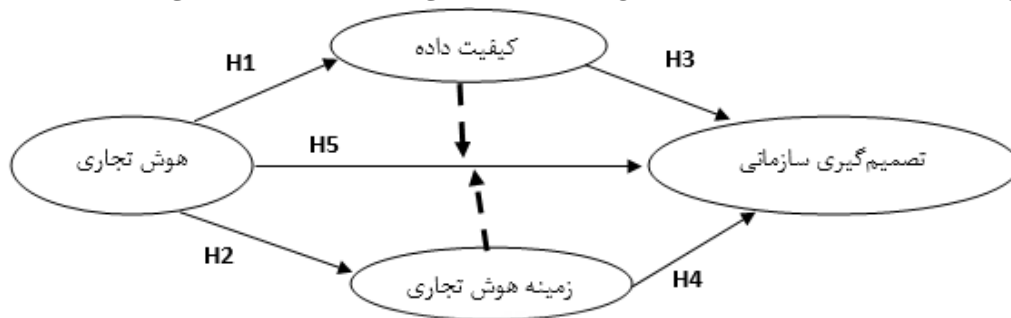 کیفیت داده
H1
H3
هوش تجاری
H5
تصمیم‌گیری سازمانی
H2
زمینه هوش تجاری
H4